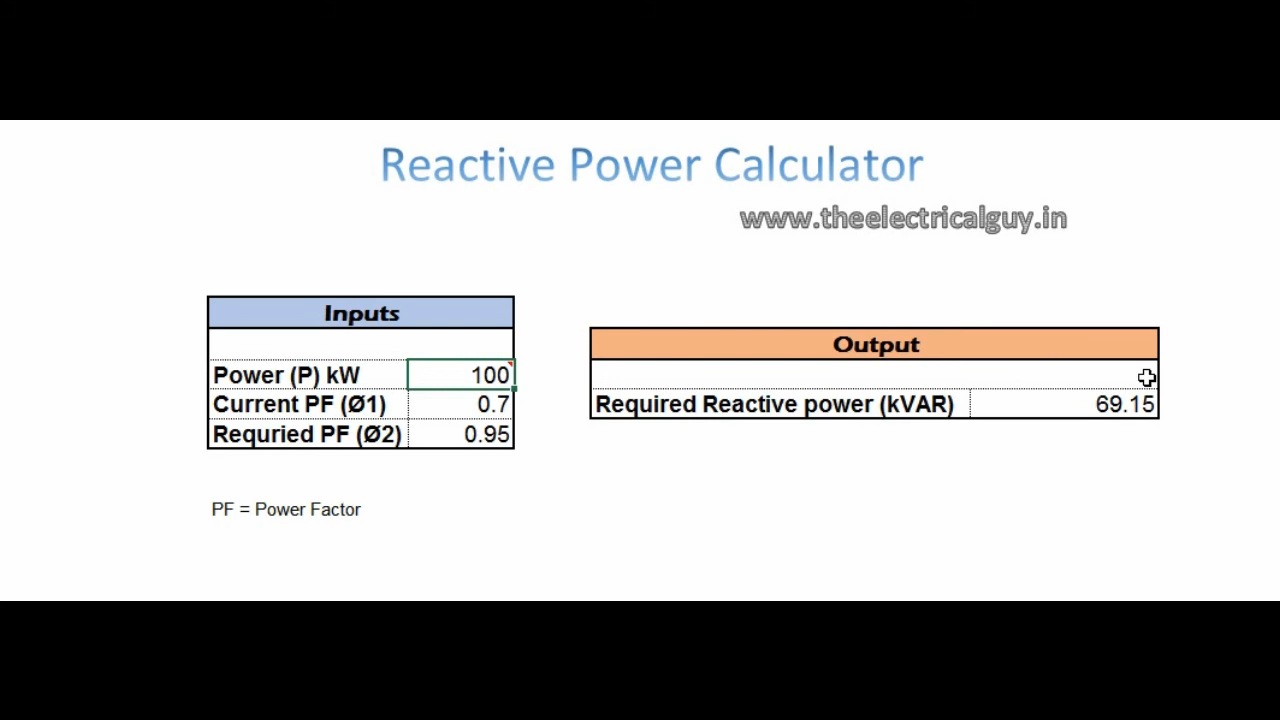 Reactive Power Calculator
www.theelectricalguy.in
Inputs
Power (P) kW 100
Current PF (Ø1) 0.7
Requried PF (Ø2) 0.95
Output
Required Reactive power (kVAR) 69.15
PF = Power Factor